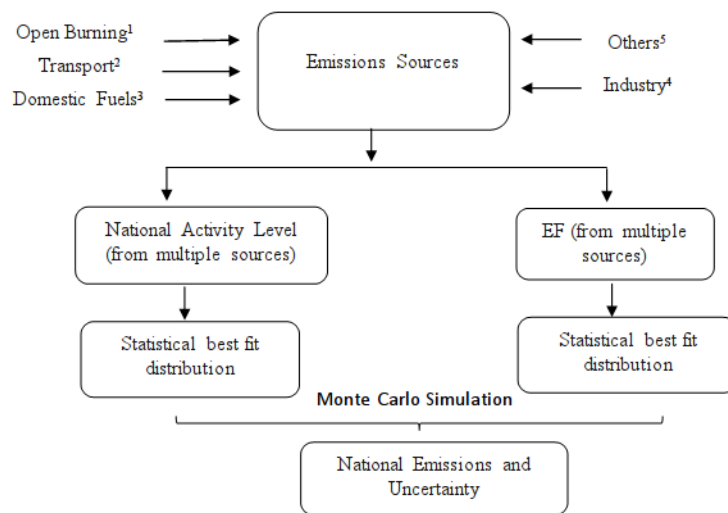 Open Burning¹
Transport²
Domestic Fuels³
Emissions Sources
Others⁵
Industry⁴
National Activity Level
(from multiple sources)
EF (from multiple
sources)
Statistical best fit
distribution
Statistical best fit
distribution
Monte Carlo Simulation
National Emissions and
Uncertainty